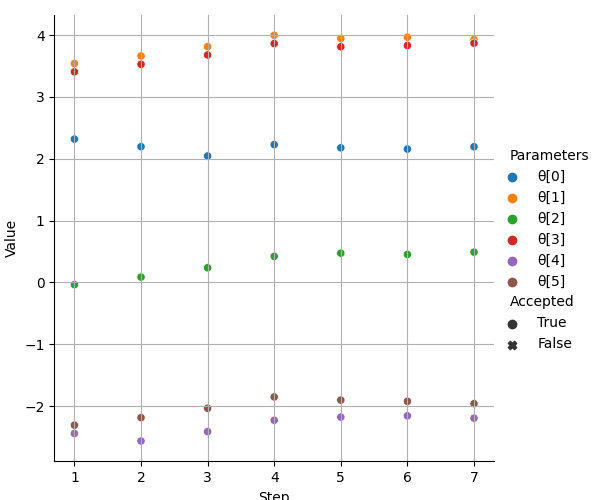 4
3
2
1
0
−1
−2
Value
1 2 3 4 5 6 7
Step
Parameters
θ[0]
θ[1]
θ[2]
θ[3]
θ[4]
θ[5]
Accepted
True
False